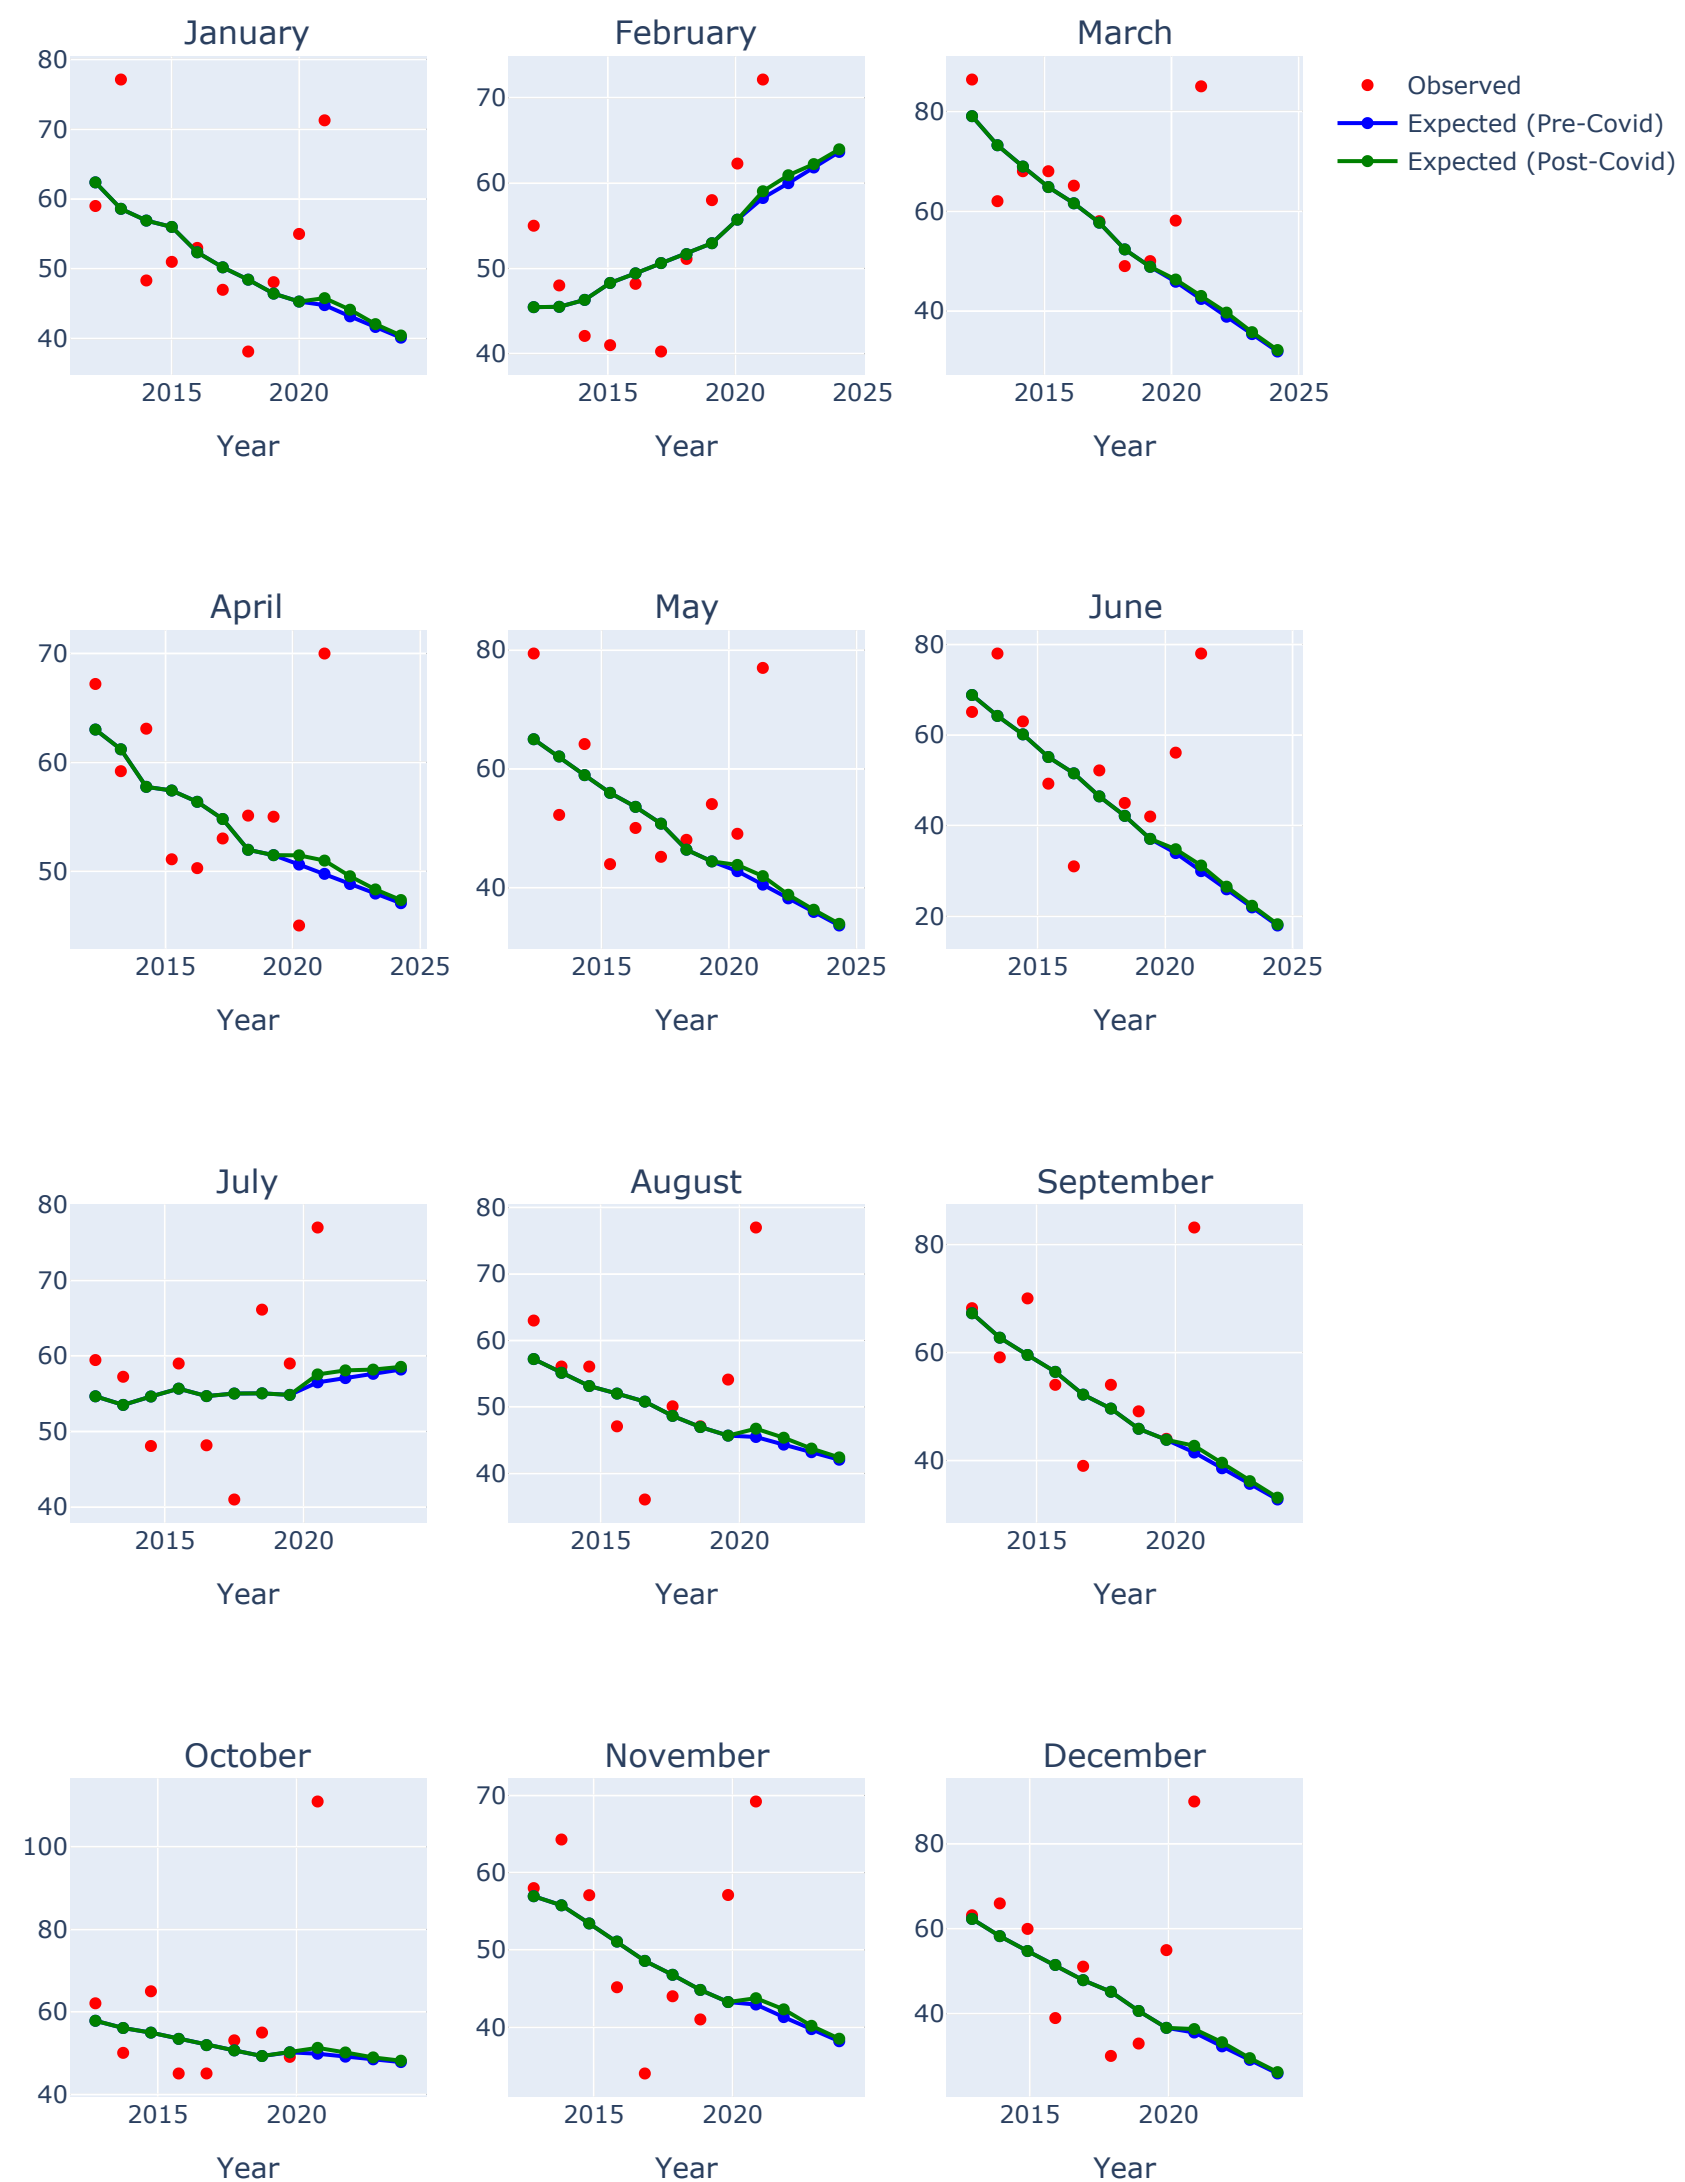 January
February
March
80
70
60
50
40
2015
2020
Year
70
60
50
40
2015
2020
2025
Year
80
60
40
2015
2020
2025
Year
Observed
Expected (Pre-Covid)
Expected (Post-Covid)
April
May
June
70
60
50
2015
2020
2025
Year
80
60
40
2015
2020
2025
Year
80
60
40
20
2015
2020
2025
Year
July
August
September
80
70
60
50
40
2015
2020
Year
80
70
60
50
40
2015
2020
Year
80
60
40
2015
2020
Year
October
November
December
100
80
60
40
2015
2020
Year
70
60
50
40
2015
2020
Year
80
60
40
2015
2020
Year